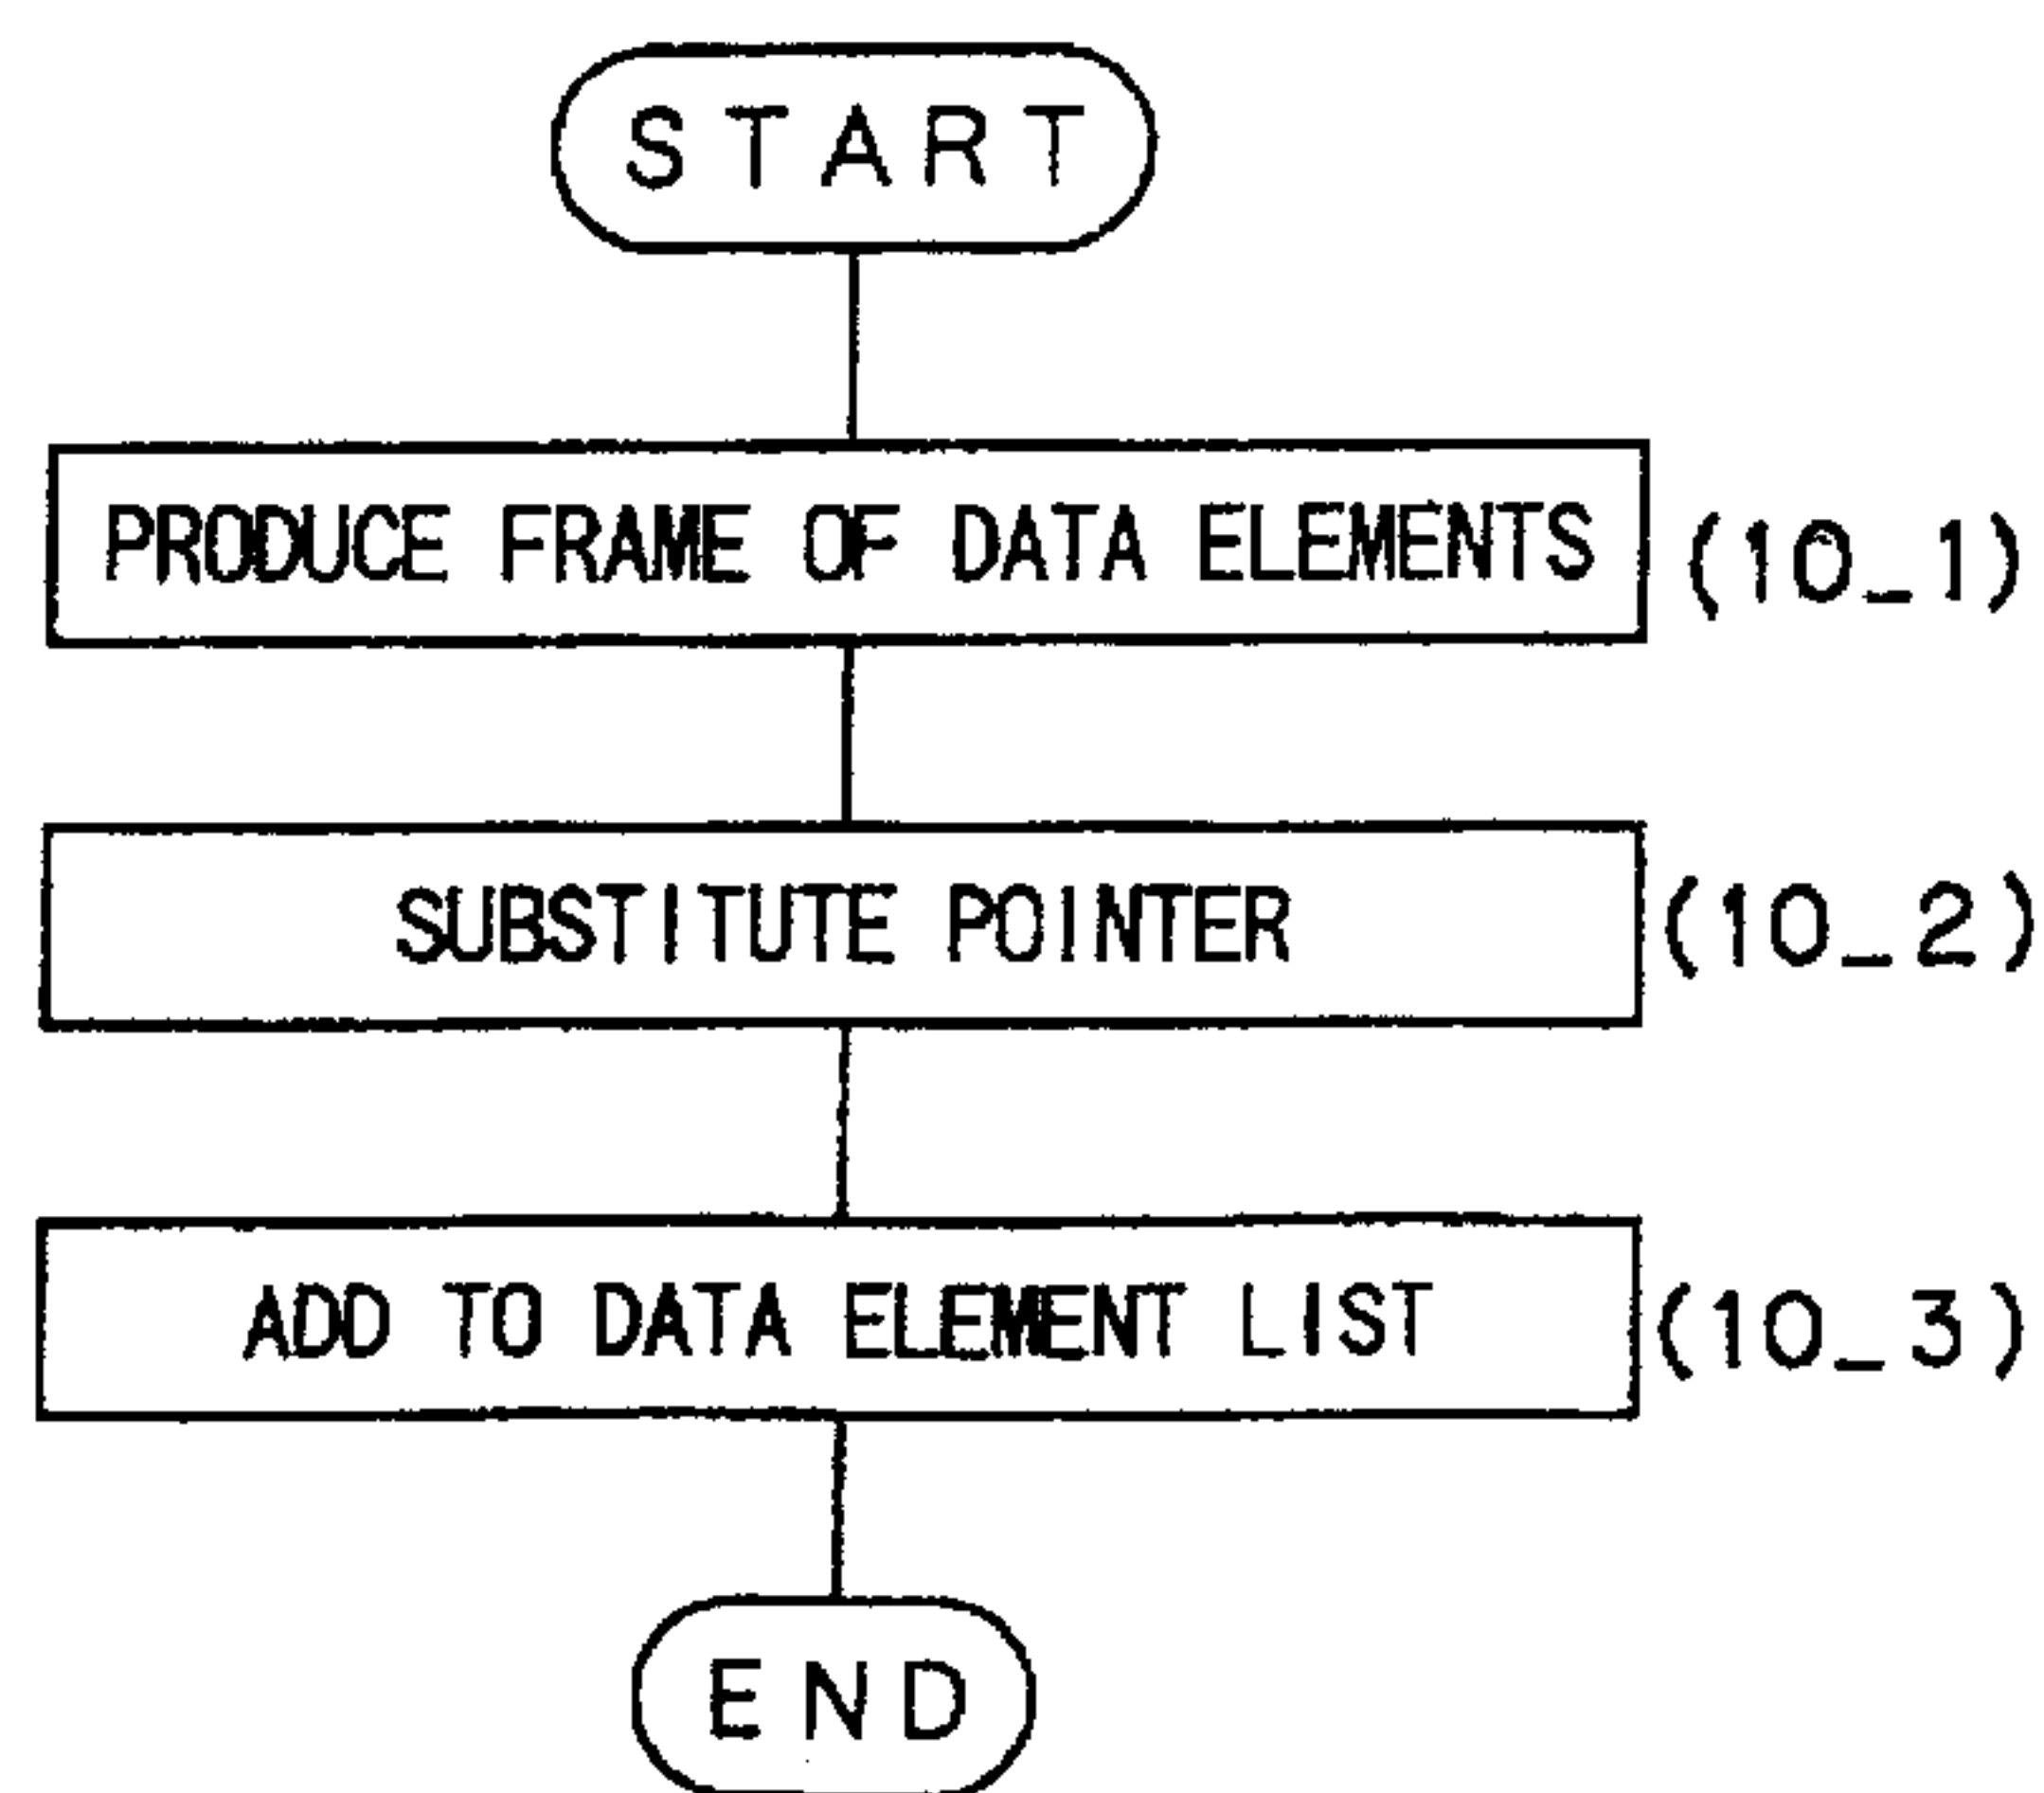 START
PRODUCE FRAME OF DATA ELEMENTS (10_1)
SUBSTITUTE POINTER (10_2)
ADD TO DATA ELEMENT LIST (10_3)
END